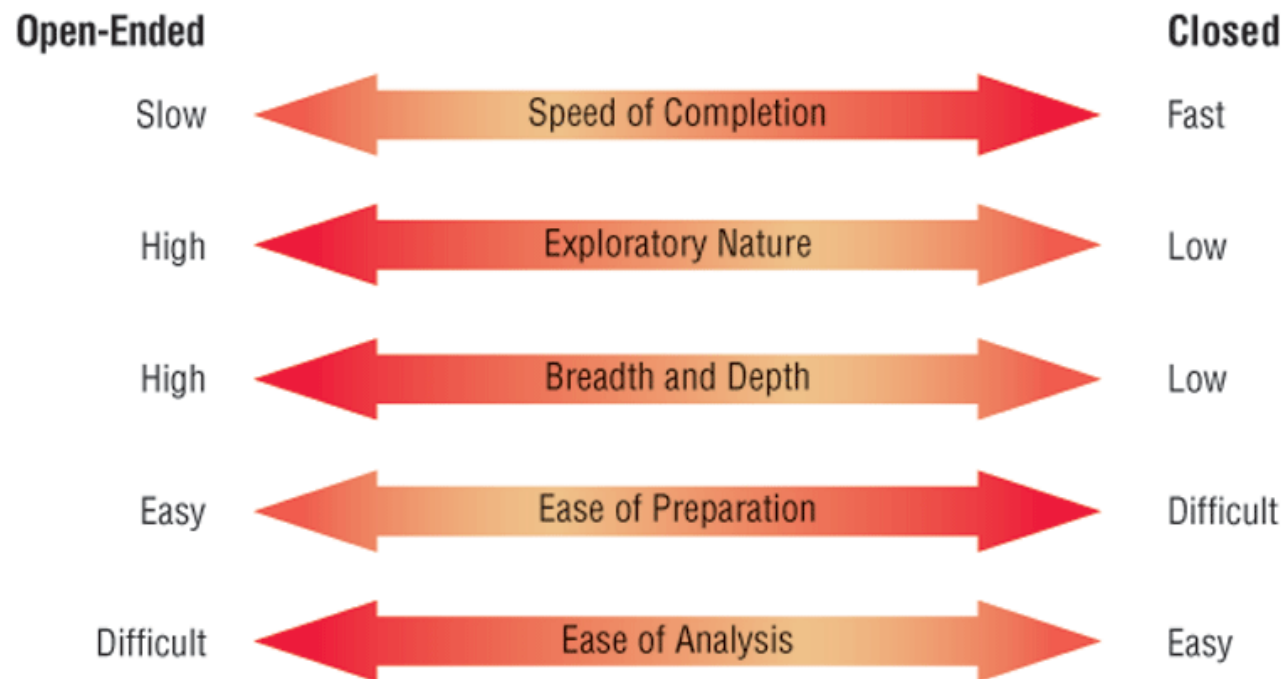 Open-Ended Closed
Slow Speed of Completion Fast
High Exploratory Nature Low
High Breadth and Depth Low
Easy Ease of Preparation Difficult
Difficult Ease of Analysis Easy